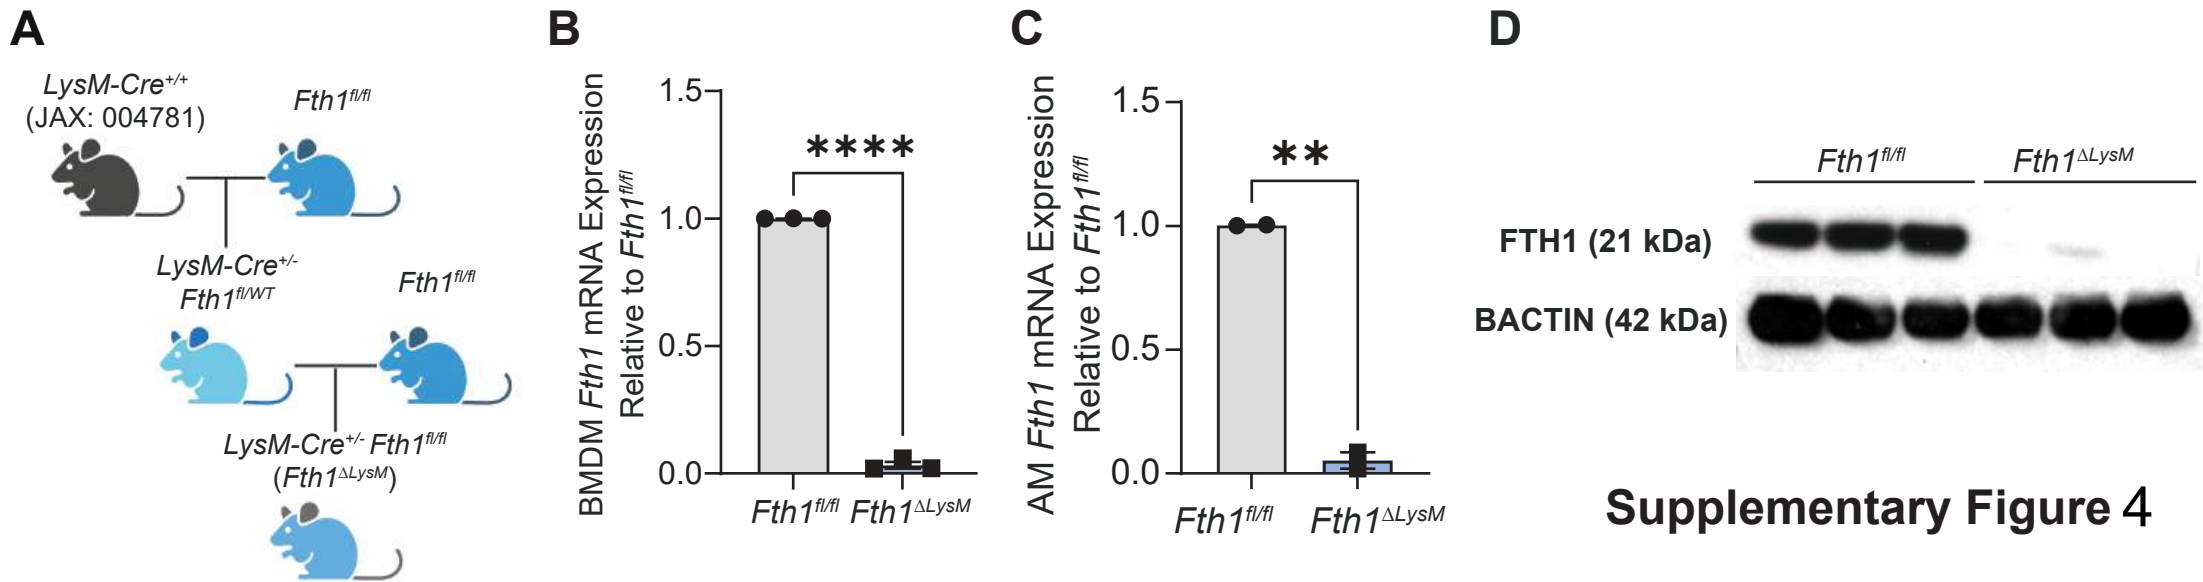 A
LysM-Cre+/+
(JAX: 004781)
Fth1fl/fl
LysM-Cre+/-
Fth1fl/WT
Fth1fl/fl
LysM-Cre+/- Fth1fl/fl
(Fth1ΔLysM)
B
BMDM Fth1 mRNA Expression
Relative to Fth1fl/fl
1.5
1.0
0.5
0.0
****
Fth1fl/fl Fth1ΔLysM
C
AM Fth1 mRNA Expression
Relative to Fth1fl/fl
1.5
1.0
0.5
0.0
**
Fth1fl/fl Fth1ΔLysM
D
Fth1fl/fl Fth1ΔLysM
FTH1 (21 kDa)
BACTIN (42 kDa)
Supplementary Figure 4